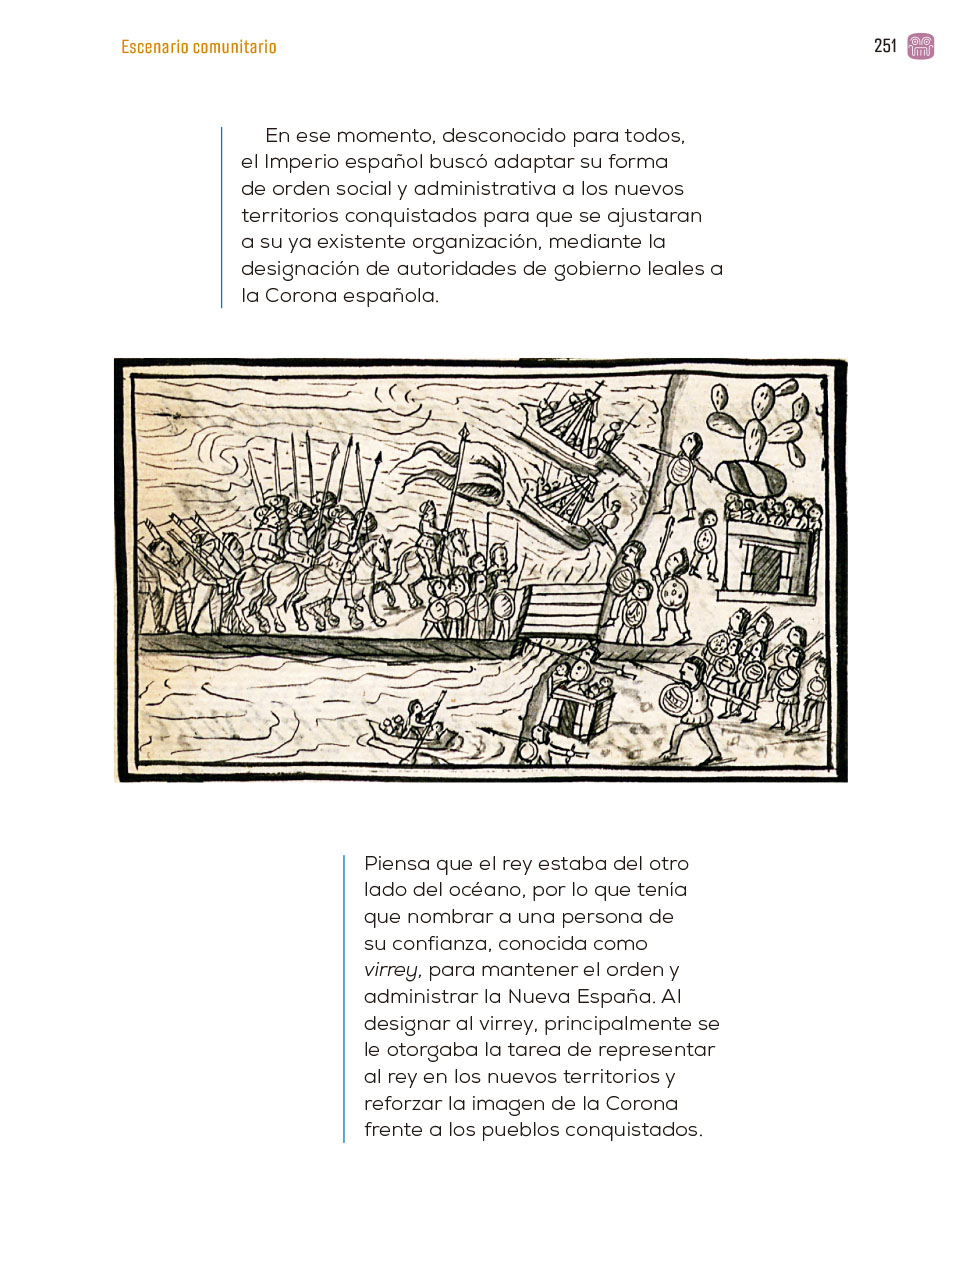 Escenario comunitario
251
En ese momento, desconocido para todos,
el Imperio español buscó adaptar su forma
de orden social y administrativa a los nuevos
territorios conquistados para que se ajustaran
a su ya existente organización, mediante la
designación de autoridades de gobierno leales a
la Corona española.
Piensa que el rey estaba del otro
lado del océano, por lo que tenía
que nombrar a una persona de
su confianza, conocida como
virrey, para mantener el orden y
administrar la Nueva España. Al
designar al virrey, principalmente se
le otorgaba la tarea de representar
al rey en los nuevos territorios y
reforzar la imagen de la Corona
frente a los pueblos conquistados.